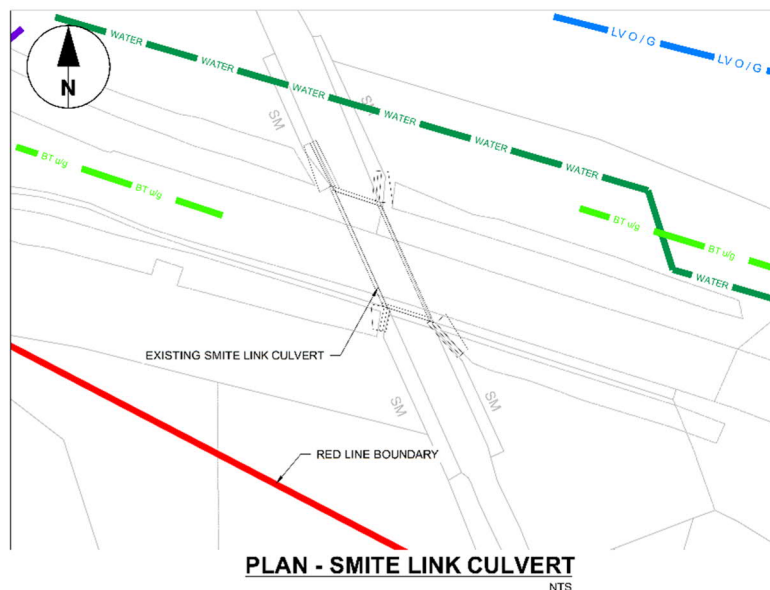 LV O / G
LV O / G
WATER
WATER
WATER
WATER
WATER
WATER
WATER
N
SM
SM
BT u/g
BT u/g
BT u/g
BT u/g
WATER
EXISTING SMITE LINK CULVERT
SM
SM
RED LINE BOUNDARY
PLAN - SMITE LINK CULVERT
NTS